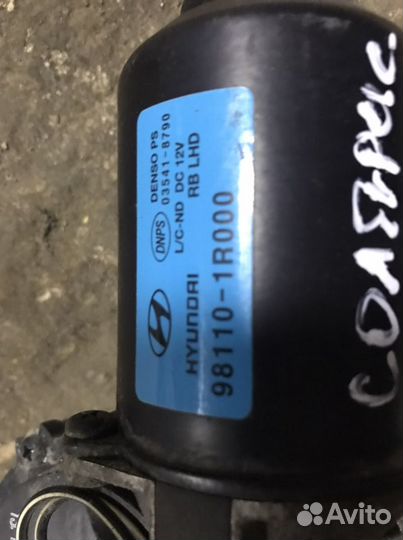 DENSO PS
DNPS 03541-8790
L/C-ND DC 12V
RB LHD
HYUNDAI
98110-1R000
СОЛЯРИС
Avito